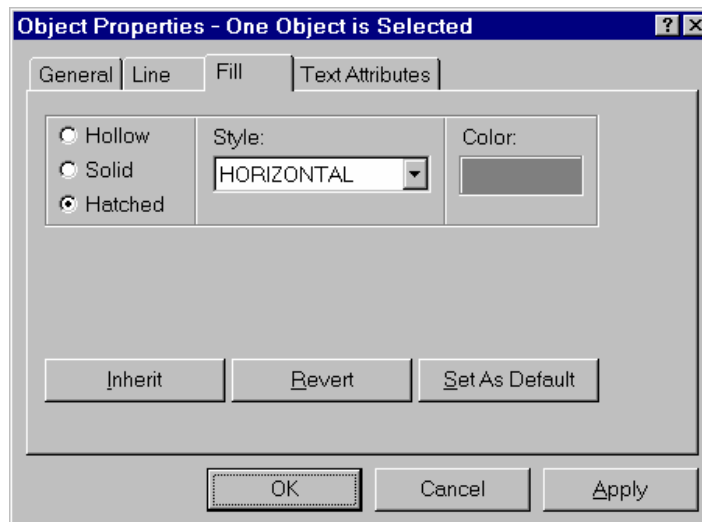 Object Properties - One Object is Selected
General Line Fill Text Attributes
Hollow
Solid
Hatched
Style:
HORIZONTAL
Color:
Inherit Revert Set As Default
OK Cancel Apply